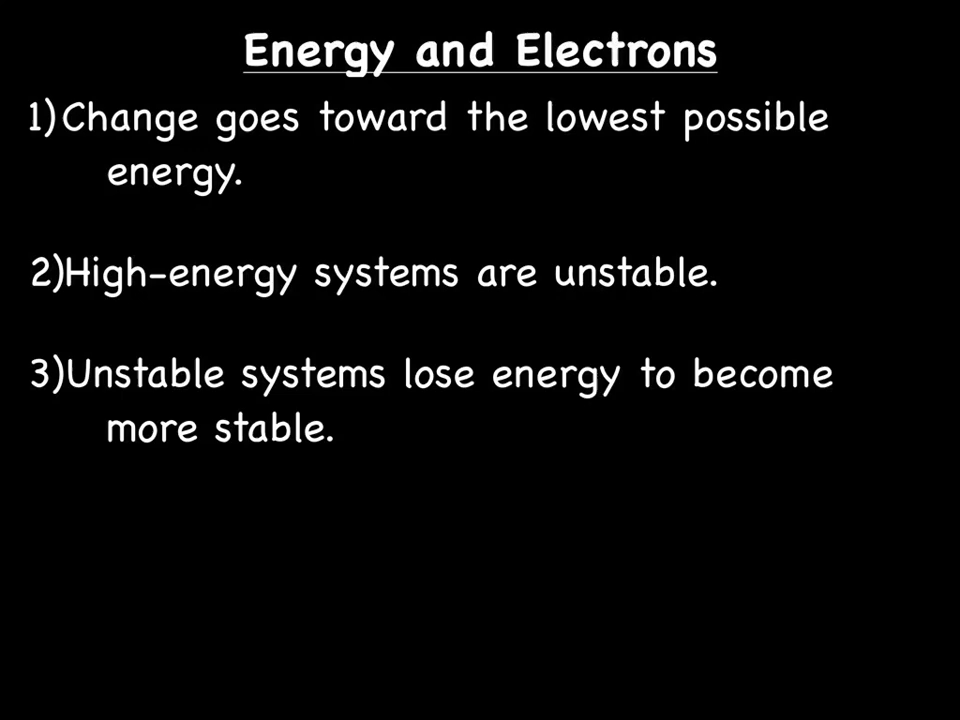 Energy and Electrons
1) Change goes toward the lowest possible
energy.
2)High-energy systems are unstable.
3)Unstable systems lose energy to become
more stable.